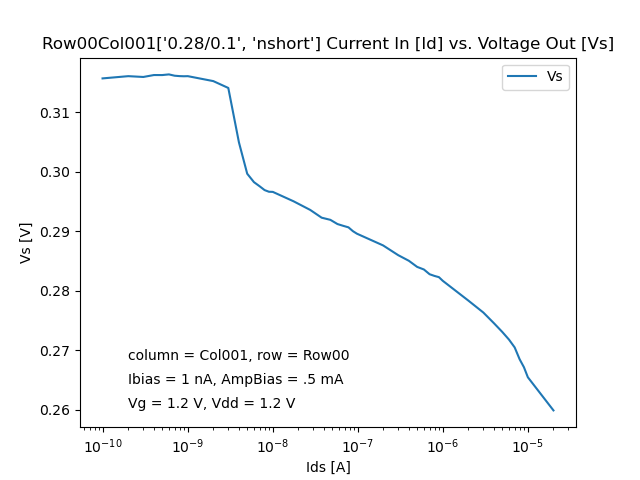 Row00Col001['0.28/0.1', 'nshort'] Current In [Id] vs. Voltage Out [Vs]
Vs
0.31
0.30
0.29
0.28
0.27
0.26
Vs [V]
column = Col001, row = Row00
Ibias = 1 nA, AmpBias = .5 mA
Vg = 1.2 V, Vdd = 1.2 V
10⁻¹⁰ 10⁻⁹ 10⁻⁸ 10⁻⁷ 10⁻⁶ 10⁻⁵
Ids [A]